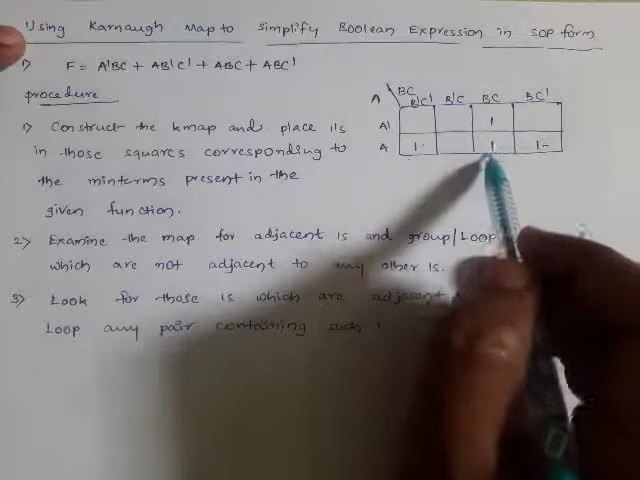 Using Karnaugh Map to simplify Boolean Expression in SOP form
1) F = A'BC + AB'C' + ABC + ABC'
procedure
1) Construct the kmap and place 1s
in those squares corresponding to
the minterms present in the
given function.
2) Examine the map for adjacent 1s and group/Loop
which are not adjacent to any other 1s.
3) Look for those 1s which are adjacent
Loop any pair containing such
A BC B'C' B'C BC BC'
A' 1
A 1 1 1